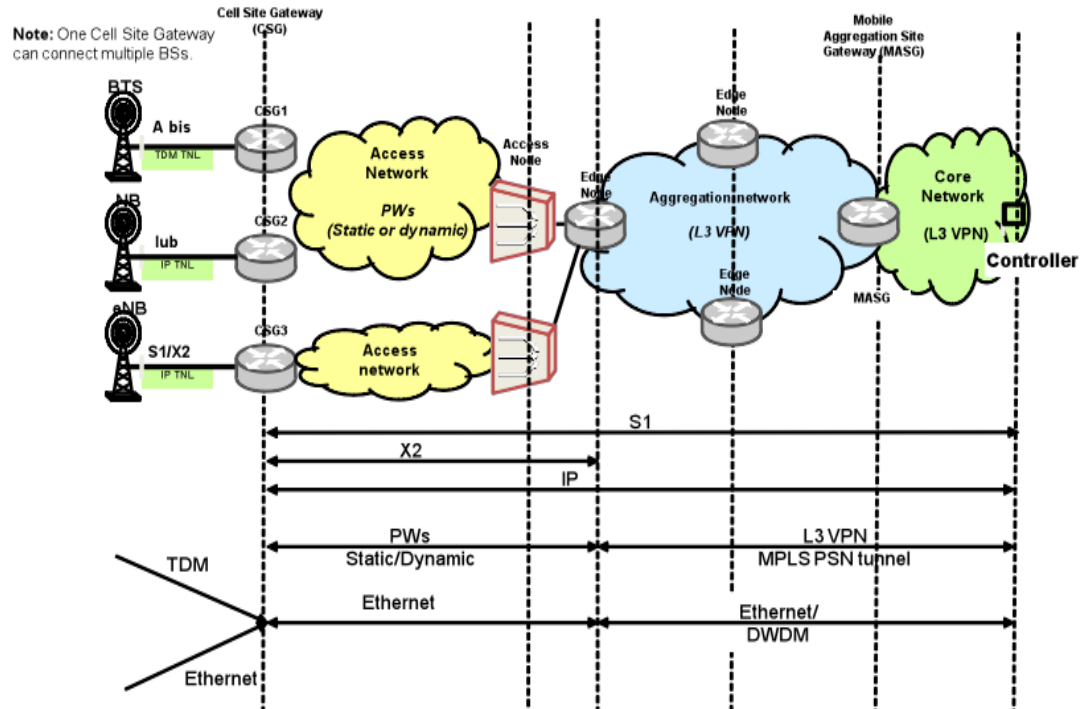 Note: One Cell Site Gateway
can connect multiple BSs.
Cell Site Gateway
(CSG)
Mobile
Aggregation Site
Gateway (MASG)
BTS
A bis
TDM TNL
CSG1
NB
Iub
IP TNL
CSG2
eNB
S1/X2
IP TNL
CSG3
Access
Network
PWs
(Static or dynamic)
Access
network
Access
Node
Edge
Node
Edge
Node
Aggregation network
(L3 VPN)
Edge
Node
MASG
Core
Network
(L3 VPN)
Controller
S1
X2
IP
PWs
Static/Dynamic
L3 VPN
MPLS PSN tunnel
TDM
Ethernet
Ethernet
Ethernet/
DWDM